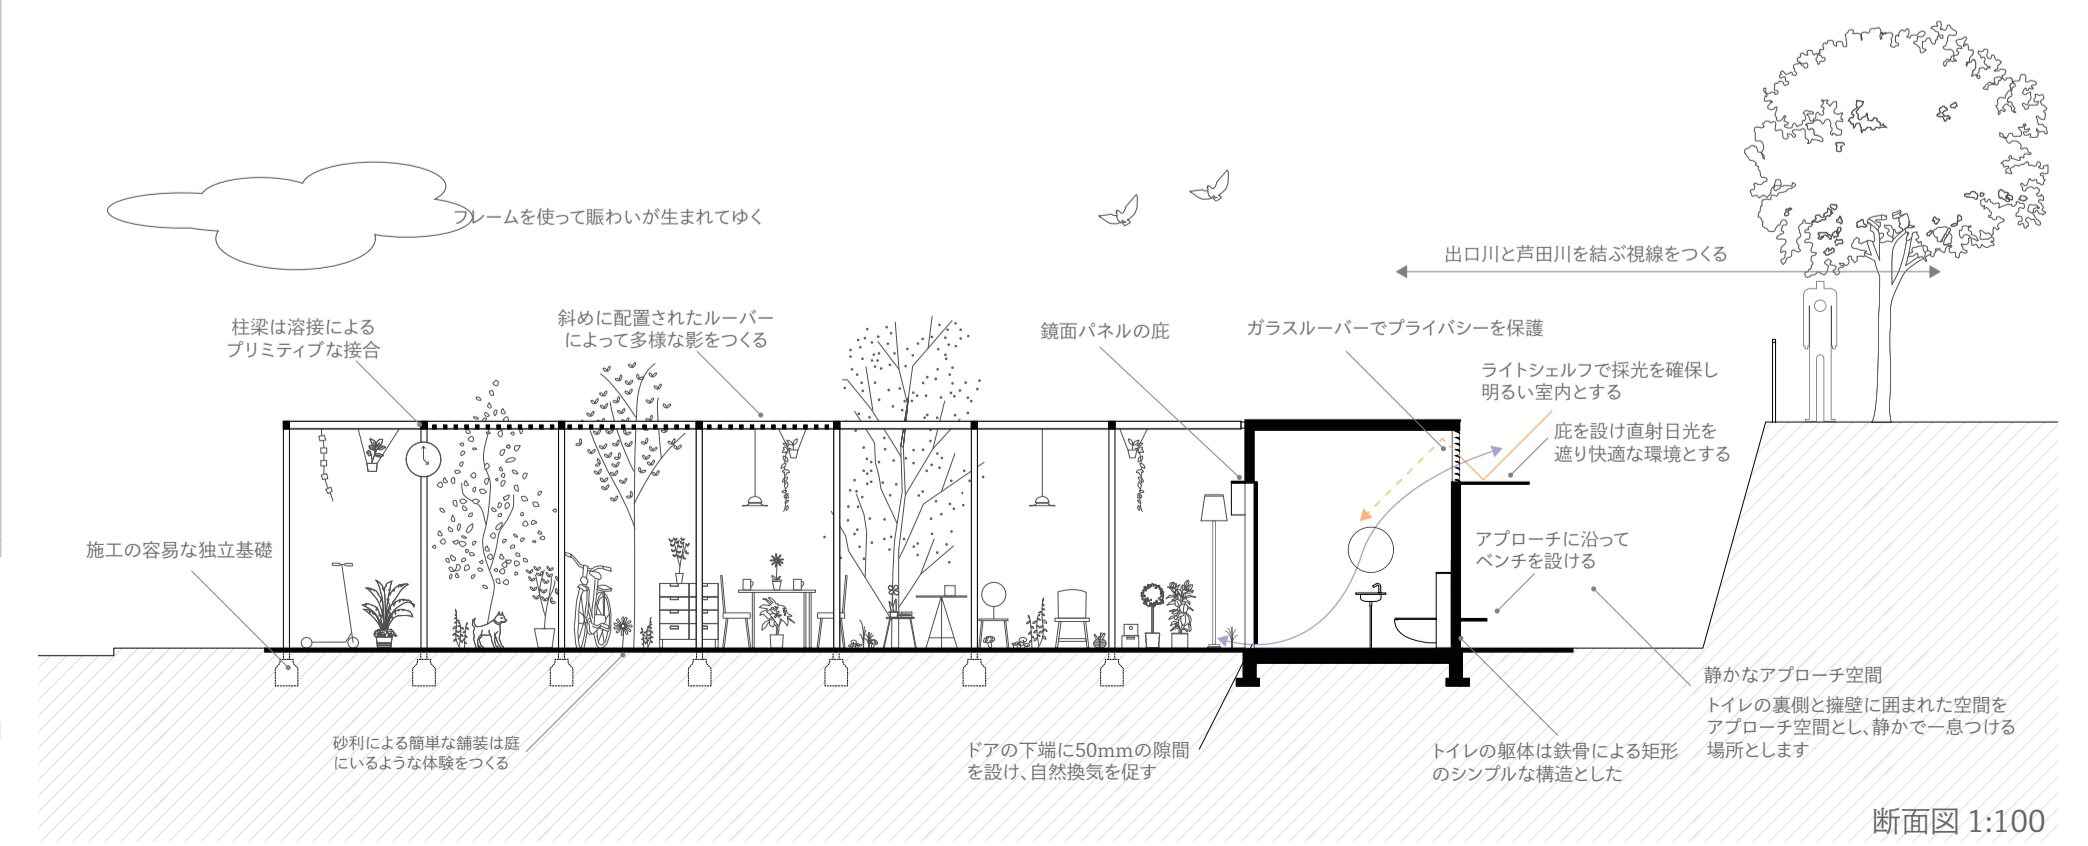 フレームを使って賑わいが生まれてゆく
出口川と芦田川を結ぶ視線をつくる
柱梁は溶接による
プリミティブな接合
斜めに配置されたルーバー
によって多様な影をつくる
鏡面パネルの庇
ガラスルーバーでプライバシーを保護
ライトシェルフで採光を確保し
明るい室内とする
庇を設け直射日光を
遮り快適な環境とする
施工の容易な独立基礎
アプローチに沿って
ベンチを設ける
静かなアプローチ空間
トイレの裏側と擁壁に囲まれた空間を
アプローチ空間とし、静かで一息つける
場所とします
砂利による簡単な舗装は庭
にいるような体験をつくる
ドアの下端に50mmの隙間
を設け、自然換気を促す
トイレの躯体は鉄骨による矩形
のシンプルな構造とした
断面図 1:100